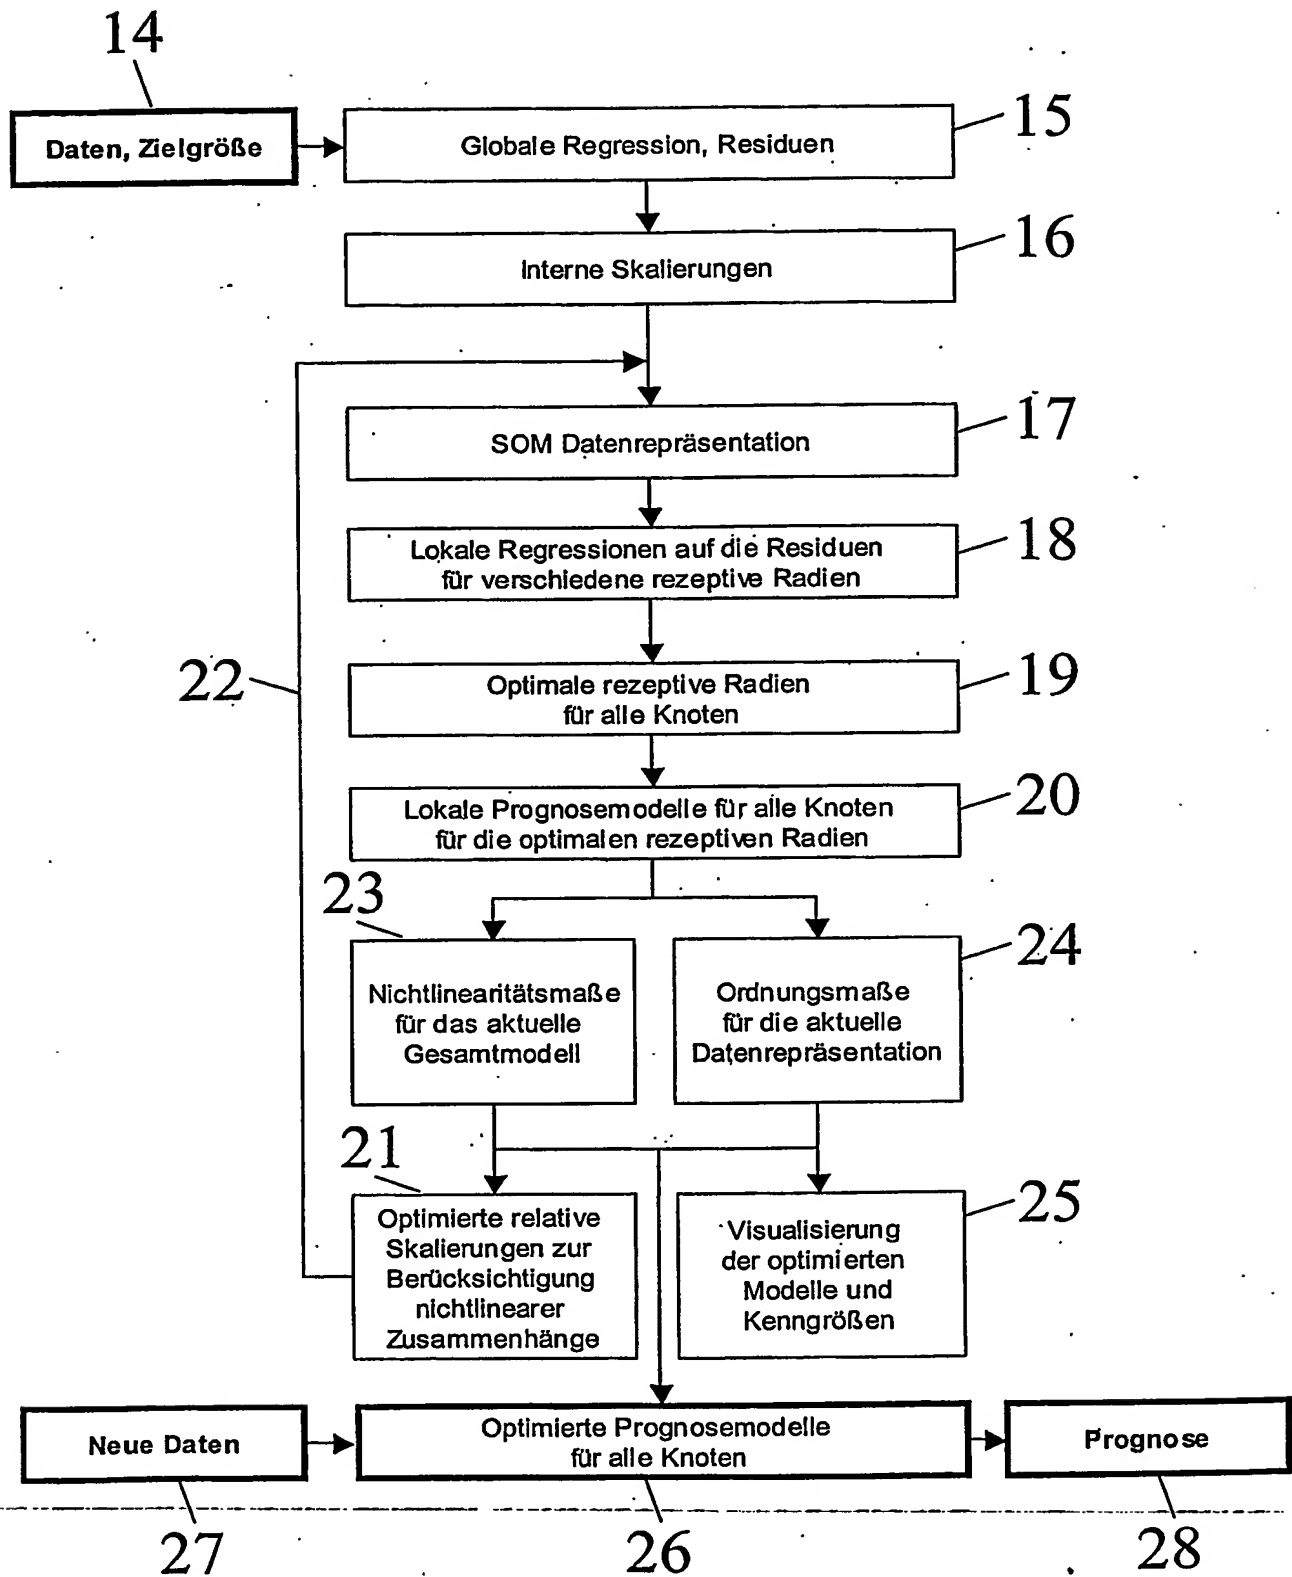 14
Daten, Zielgröße
Globale Regression, Residuen
15
Interne Skalierungen
16
SOM Datenrepräsentation
17
Lokale Regressionen auf die Residuen
für verschiedene rezeptive Radien
18
22
Optimale rezeptive Radien
für alle Knoten
19
Lokale Prognosemodelle für alle Knoten
für die optimalen rezeptiven Radien
20
23
Nichtlinearitätsmaße
für das aktuelle
Gesamtmodell
Ordnungsmaße
für die aktuelle
Datenrepräsentation
24
21
Optimierte relative
Skalierungen zur
Berücksichtigung
nichtlinearer
Zusammenhänge
Visualisierung
der optimierten
Modelle und
Kenngrößen
25
Neue Daten
Optimierte Prognosemodelle
für alle Knoten
Prognose
27
26
28